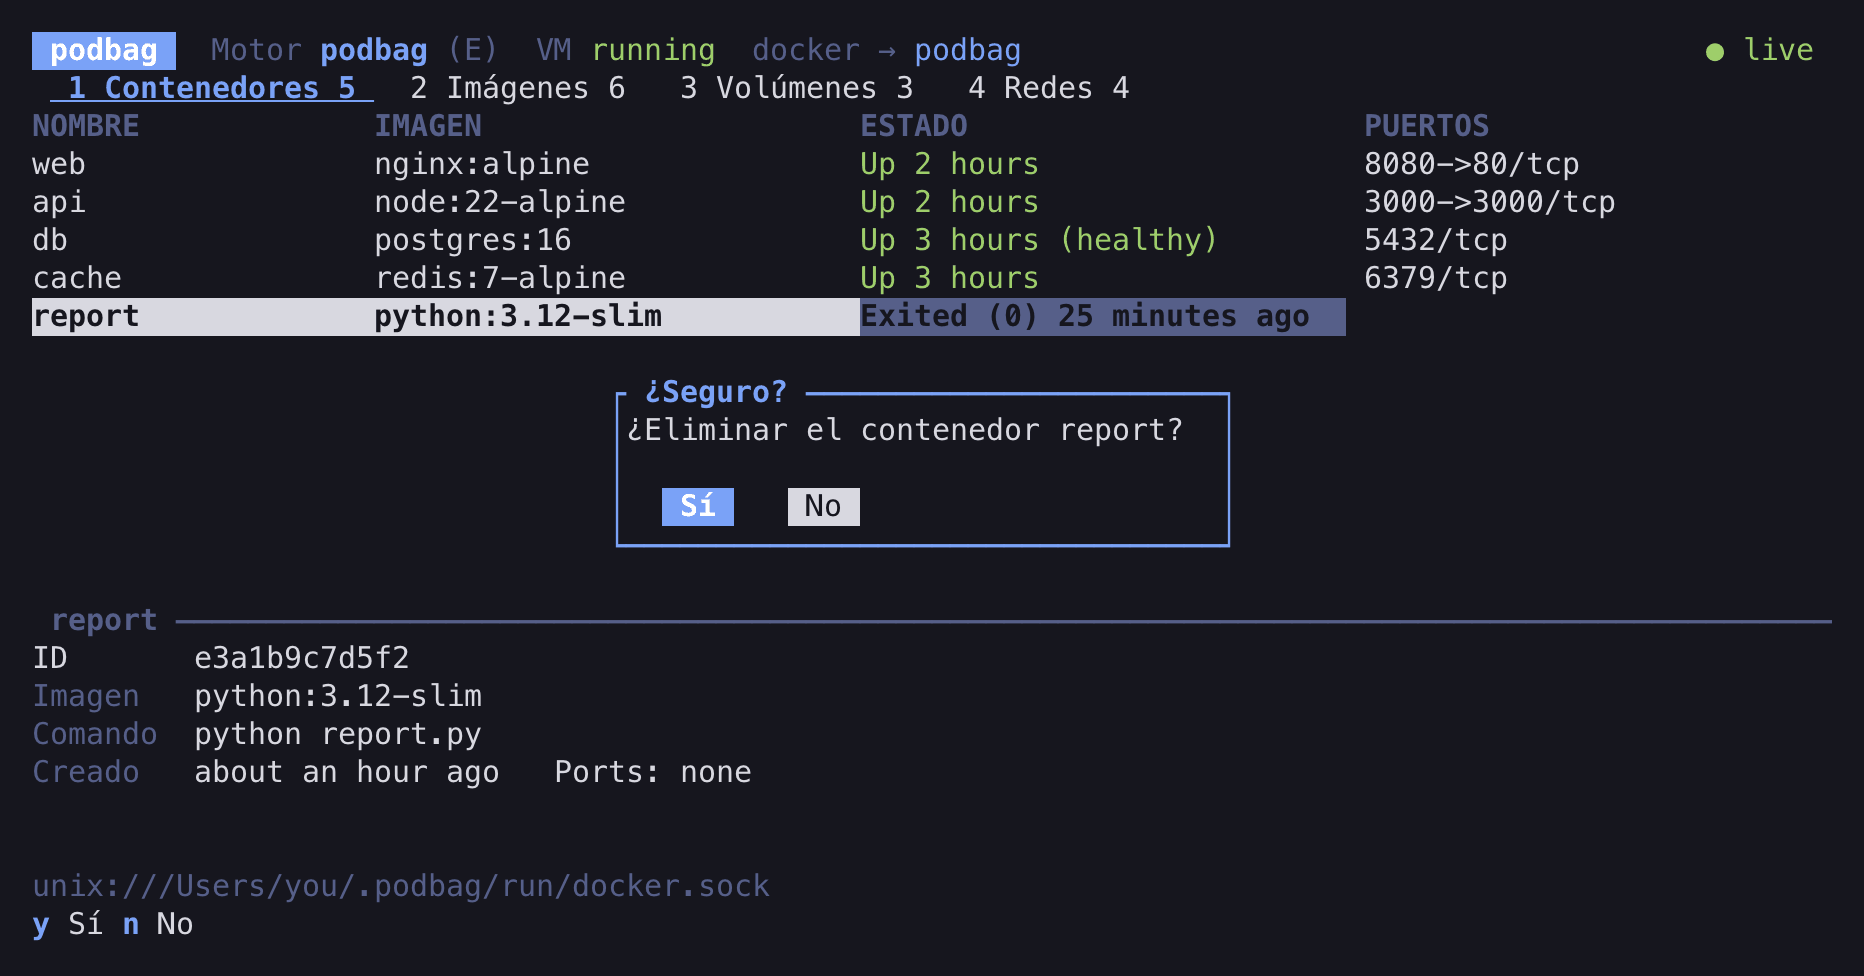 podbag Motor podbag (E) VM running docker → podbag ● live
1 Contenedores 5 2 Imágenes 6 3 Volúmenes 3 4 Redes 4
NOMBRE IMAGEN ESTADO PUERTOS
web nginx:alpine Up 2 hours 8080->80/tcp
api node:22-alpine Up 2 hours 3000->3000/tcp
db postgres:16 Up 3 hours (healthy) 5432/tcp
cache redis:7-alpine Up 3 hours 6379/tcp
report python:3.12-slim Exited (0) 25 minutes ago
¿Seguro?
¿Eliminar el contenedor report?
Sí No
report
ID e3a1b9c7d5f2
Imagen python:3.12-slim
Comando python report.py
Creado about an hour ago Ports: none
unix:///Users/you/.podbag/run/docker.sock
y Sí n No